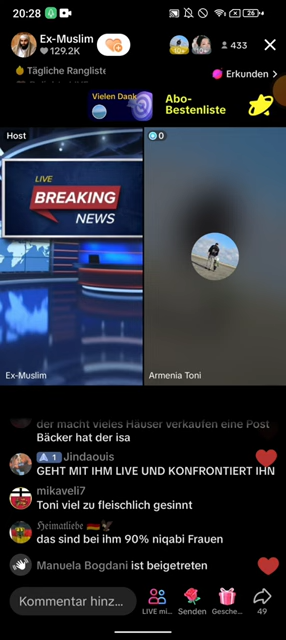 20:28
26
Ex-Muslim
129.2K
433
Tägliche Rangliste
Erkunden >
Vielen Dank
Abo-
Bestenliste
Host
0
LIVE
BREAKING
NEWS
Ex-Muslim
Armenia Toni
der macht vieles Häuser verkaufen eine Post
Bäcker hat der isa
1 Jindaouis
GEHT MIT IHM LIVE UND KONFRONTIERT IHN
mikaveli7
Toni viel zu fleischlich gesinnt
ℌ𝔢𝔦𝔪𝔞𝔱𝔩𝔦𝔢𝔟𝔢
das sind bei ihm 90% niqabi Frauen
Manuela Bogdani ist beigetreten
Kommentar hinz...
LIVE mi...
Senden
Gesche...
49